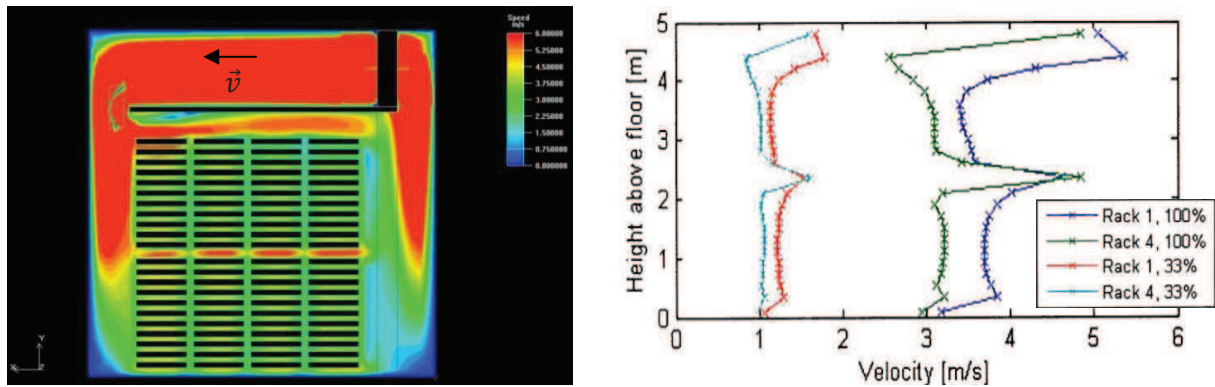 Speed
m/s
6.00000
5.25000
4.50000
3.75000
3.00000
2.25000
1.50000
0.750000
0.00000
v
Y
X
Z
5
4
3
2
1
0
Height above floor [m]
0
1
2
3
4
5
6
Velocity [m/s]
Rack 1, 100%
Rack 4, 100%
Rack 1, 33%
Rack 4, 33%